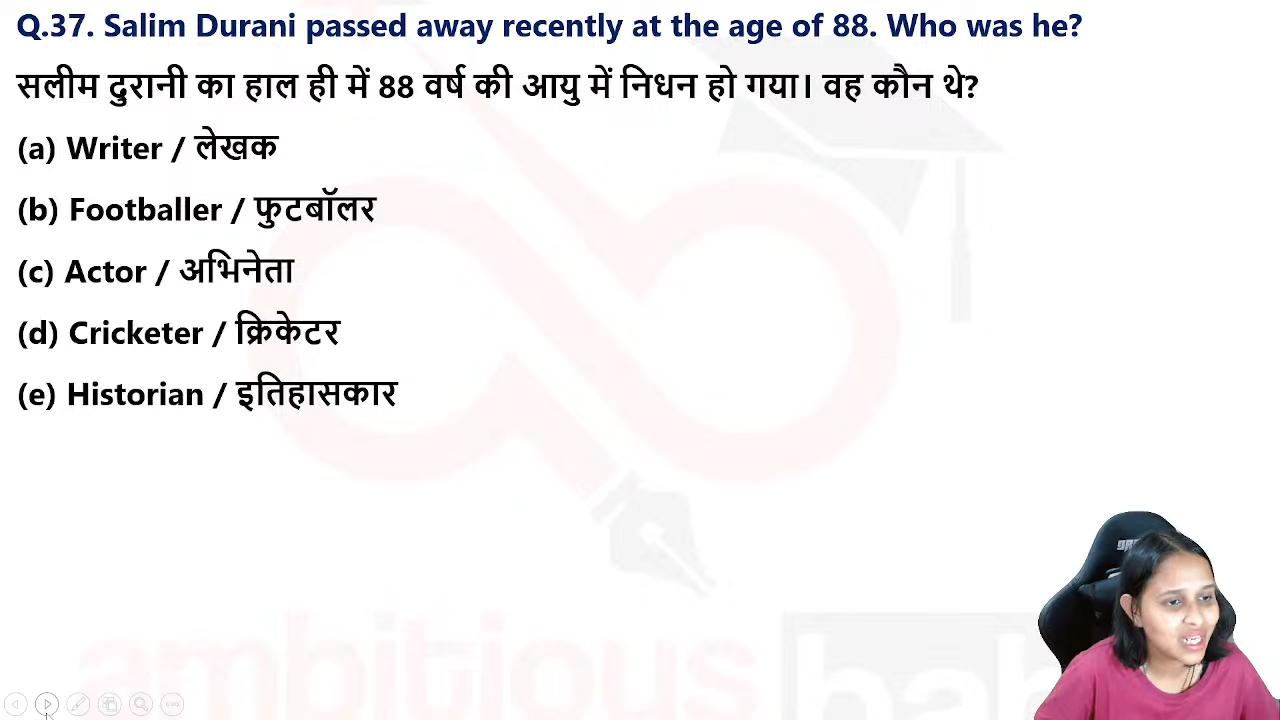 Q.37. Salim Durani passed away recently at the age of 88. Who was he?
सलीम दुरानी का हाल ही में 88 वर्ष की आयु में निधन हो गया। वह कौन थे?
(a) Writer / लेखक
(b) Footballer / फुटबॉलर
(c) Actor / अभिनेता
(d) Cricketer / क्रिकेटर
(e) Historian / इतिहासकार
ambitious